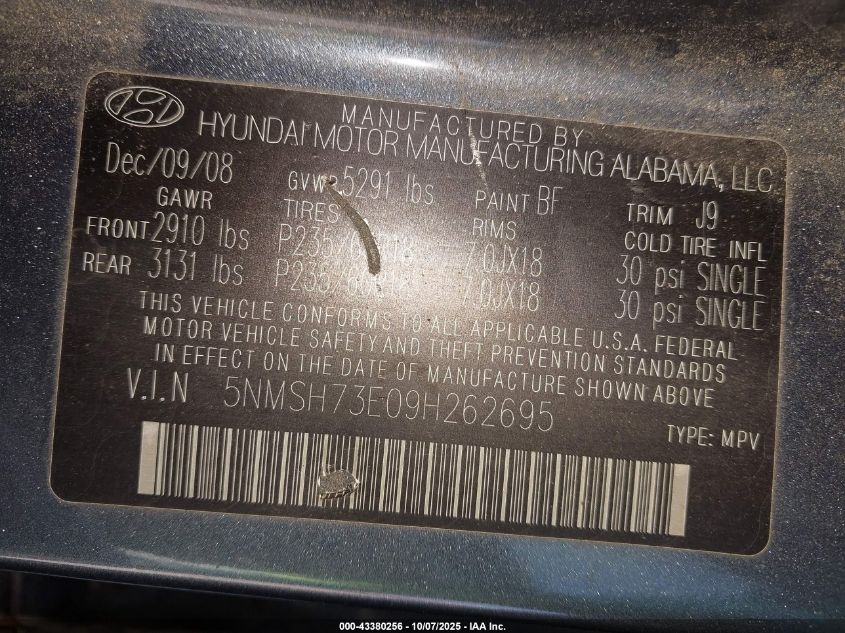 MANUFACTURED BY
HYUNDAI MOTOR MANUFACTURING ALABAMA, LLC
Dec/09/08 GVW 5291 lbs PAINT BF TRIM J9
GAWR TIRES RIMS COLD TIRE INFL
FRONT 2910 lbs 7.0JX18 30 psi SINGLE
REAR 3131 lbs 7.0JX18 30 psi SINGLE
THIS VEHICLE CONFORMS TO ALL APPLICABLE U.S.A. FEDERAL
MOTOR VEHICLE SAFETY AND THEFT PREVENTION STANDARDS
IN EFFECT ON THE DATE OF MANUFACTURE SHOWN ABOVE
V.I.N 5NMSH73E09H262695
TYPE: MPV
000-43380256 - 10/07/2025 - IAA Inc.